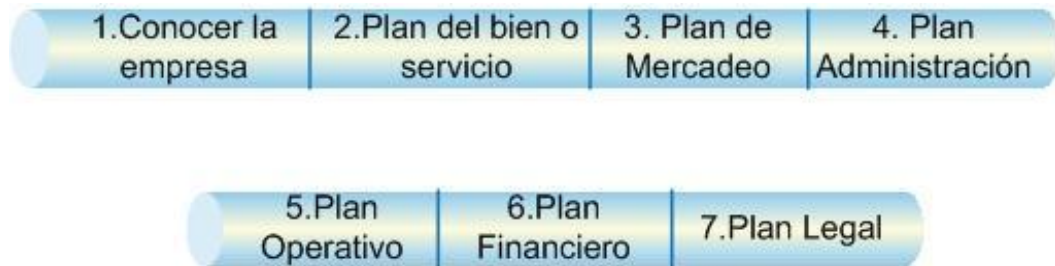 1.Conocer la
empresa
2.Plan del bien o
servicio
3. Plan de
Mercadeo
4. Plan
Administración
5.Plan
Operativo
6.Plan
Financiero
7.Plan Legal